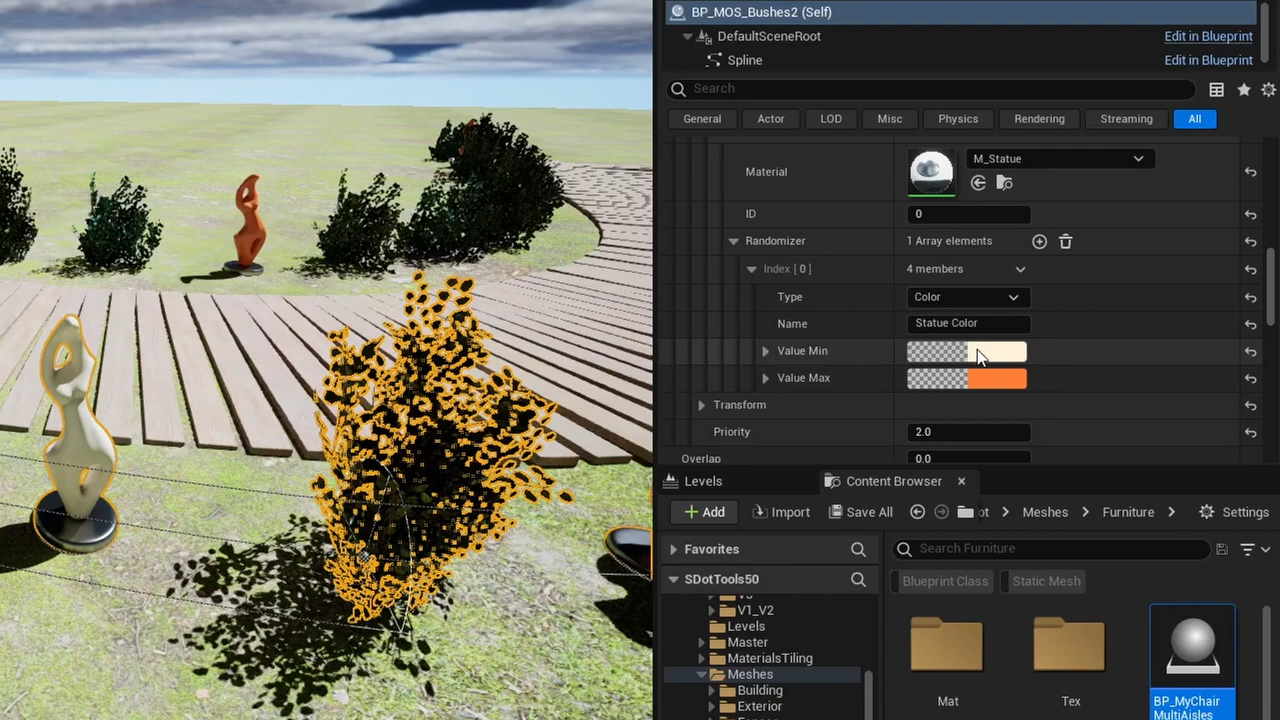 BP_MOS_Bushes2 (Self)
DefaultSceneRoot Edit in Blueprint
Spline Edit in Blueprint
Search
General Actor LOD Misc Physics Rendering Streaming All
Material M_Statue
ID 0
Randomizer 1 Array elements
Index [ 0 ] 4 members
Type Color
Name Statue Color
Value Min
Value Max
Transform
Priority 2.0
Overlap 0.0
Levels Content Browser
Add Import Save All ot Meshes Furniture Settings
Favorites Search Furniture
SDotTools50 Blueprint Class Static Mesh
V1_V2
Levels
Master
MaterialsTiling
Meshes
Building
Exterior
Mat Tex BP_MyChair
MultiAisles